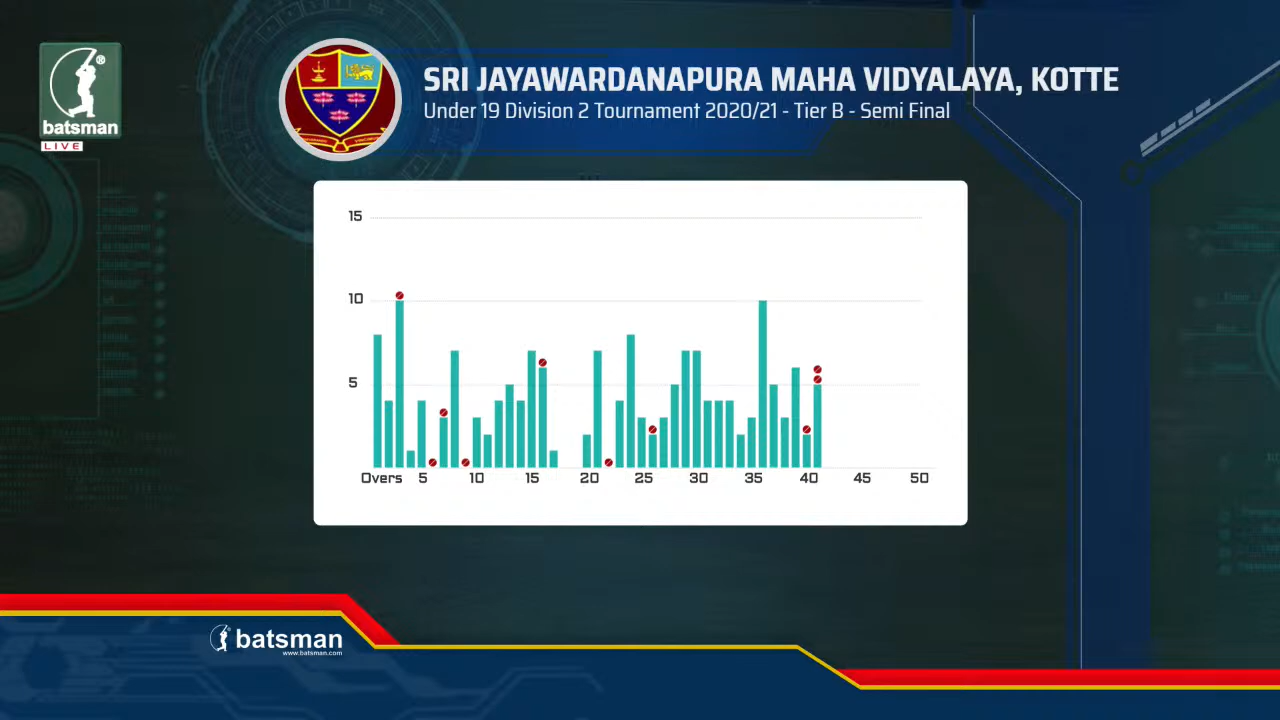 batsman
LIVE
SRI JAYAWARDANAPURA MAHA VIDYALAYA, KOTTE
Under 19 Division 2 Tournament 2020/21 - Tier B - Semi Final
15
10
5
Overs 5 10 15 20 25 30 35 40 45 50
batsman
www.batsman.com